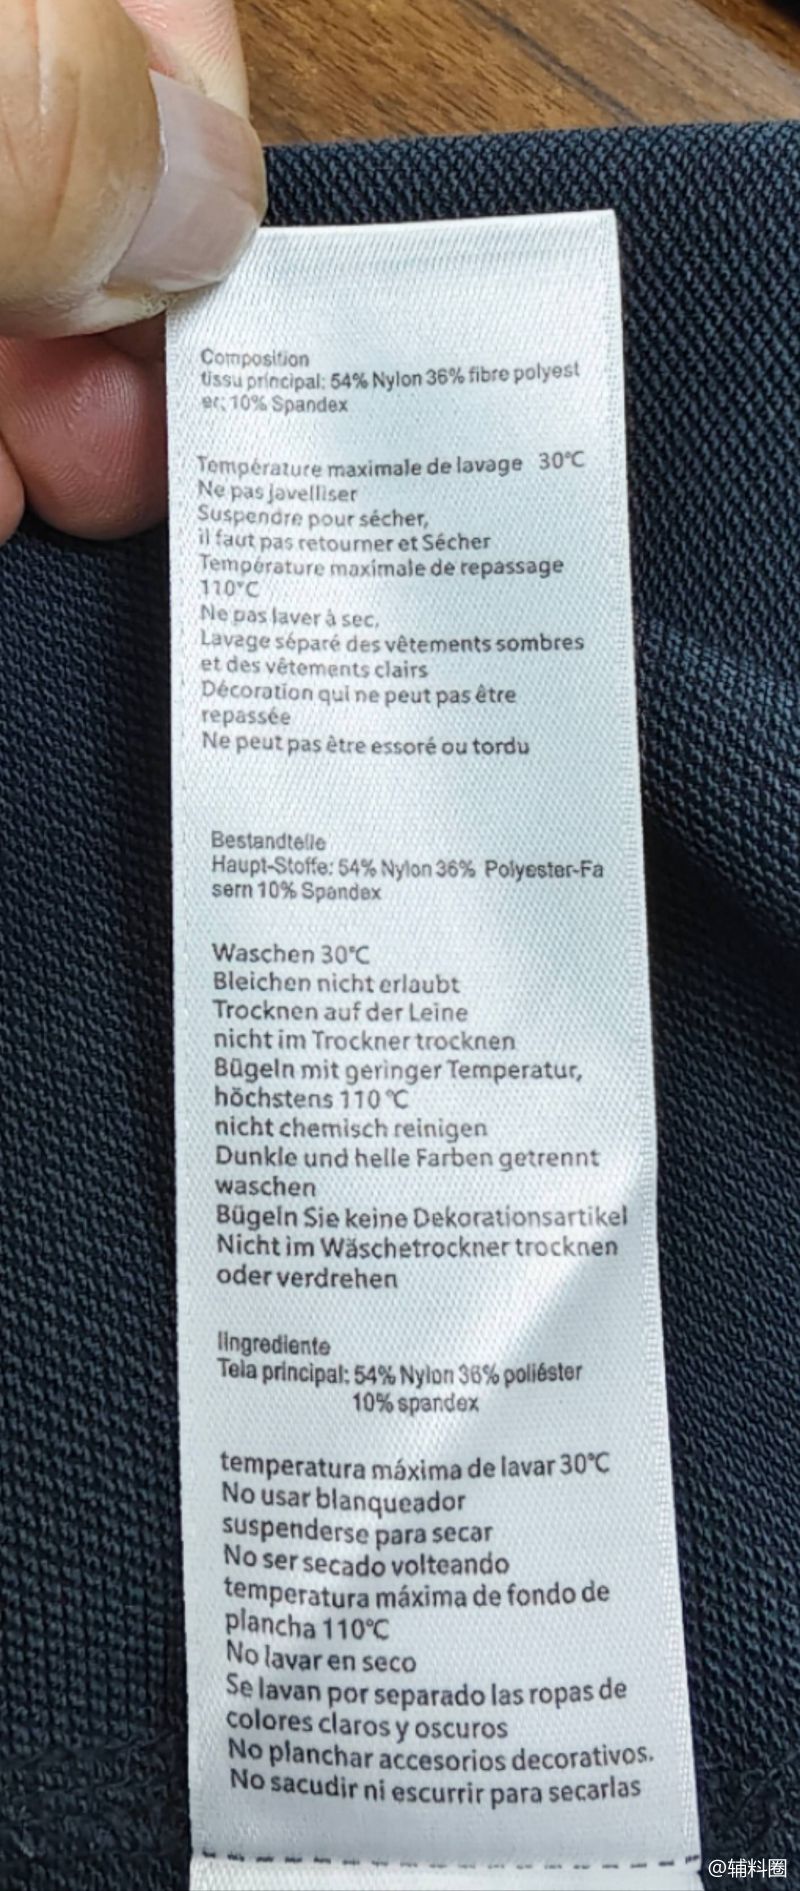 Composition
tissu principal: 54% Nylon 36% fibre polyest
er; 10% Spandex
Température maximale de lavage 30℃
Ne pas javelliser
Suspendre pour sécher,
il faut pas retourner et Sécher
Température maximale de repassage
110℃
Ne pas laver à sec,
Lavage séparé des vêtements sombres
et des vêtements clairs
Décoration qui ne peut pas être
repassée
Ne peut pas être essoré ou tordu
Bestandtelle
Haupt-Stoffe: 54% Nylon 36% Polyester-Fa
sern 10% Spandex
Waschen 30℃
Bleichen nicht erlaubt
Trocknen auf der Leine
nicht im Trockner trocknen
Bügeln mit geringer Temperatur,
höchstens 110℃
nicht chemisch reinigen
Dunkle und helle Farben getrennt
waschen
Bügeln Sie keine Dekorationsartikel
Nicht im Wäschetrockner trocknen
oder verdrehen
lIngrediente
Tela principal: 54% Nylon 36% poliéster
10% spandex
temperatura máxima de lavar 30℃
No usar blanqueador
suspenderse para secar
No ser secado volteando
temperatura máxima de fondo de
plancha 110℃
No lavar en seco
Se lavan por separado las ropas de
colores claros y oscuros
No planchar accesorios decorativos.
No sacudir ni escurrir para secarlas
@辅料圈